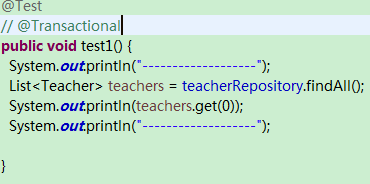 @Test
// @Transactional
public void test1() {
System.out.println("-------------------");
List<Teacher> teachers = teacherRepository.findAll();
System.out.println(teachers.get(0));
System.out.println("-------------------");
}